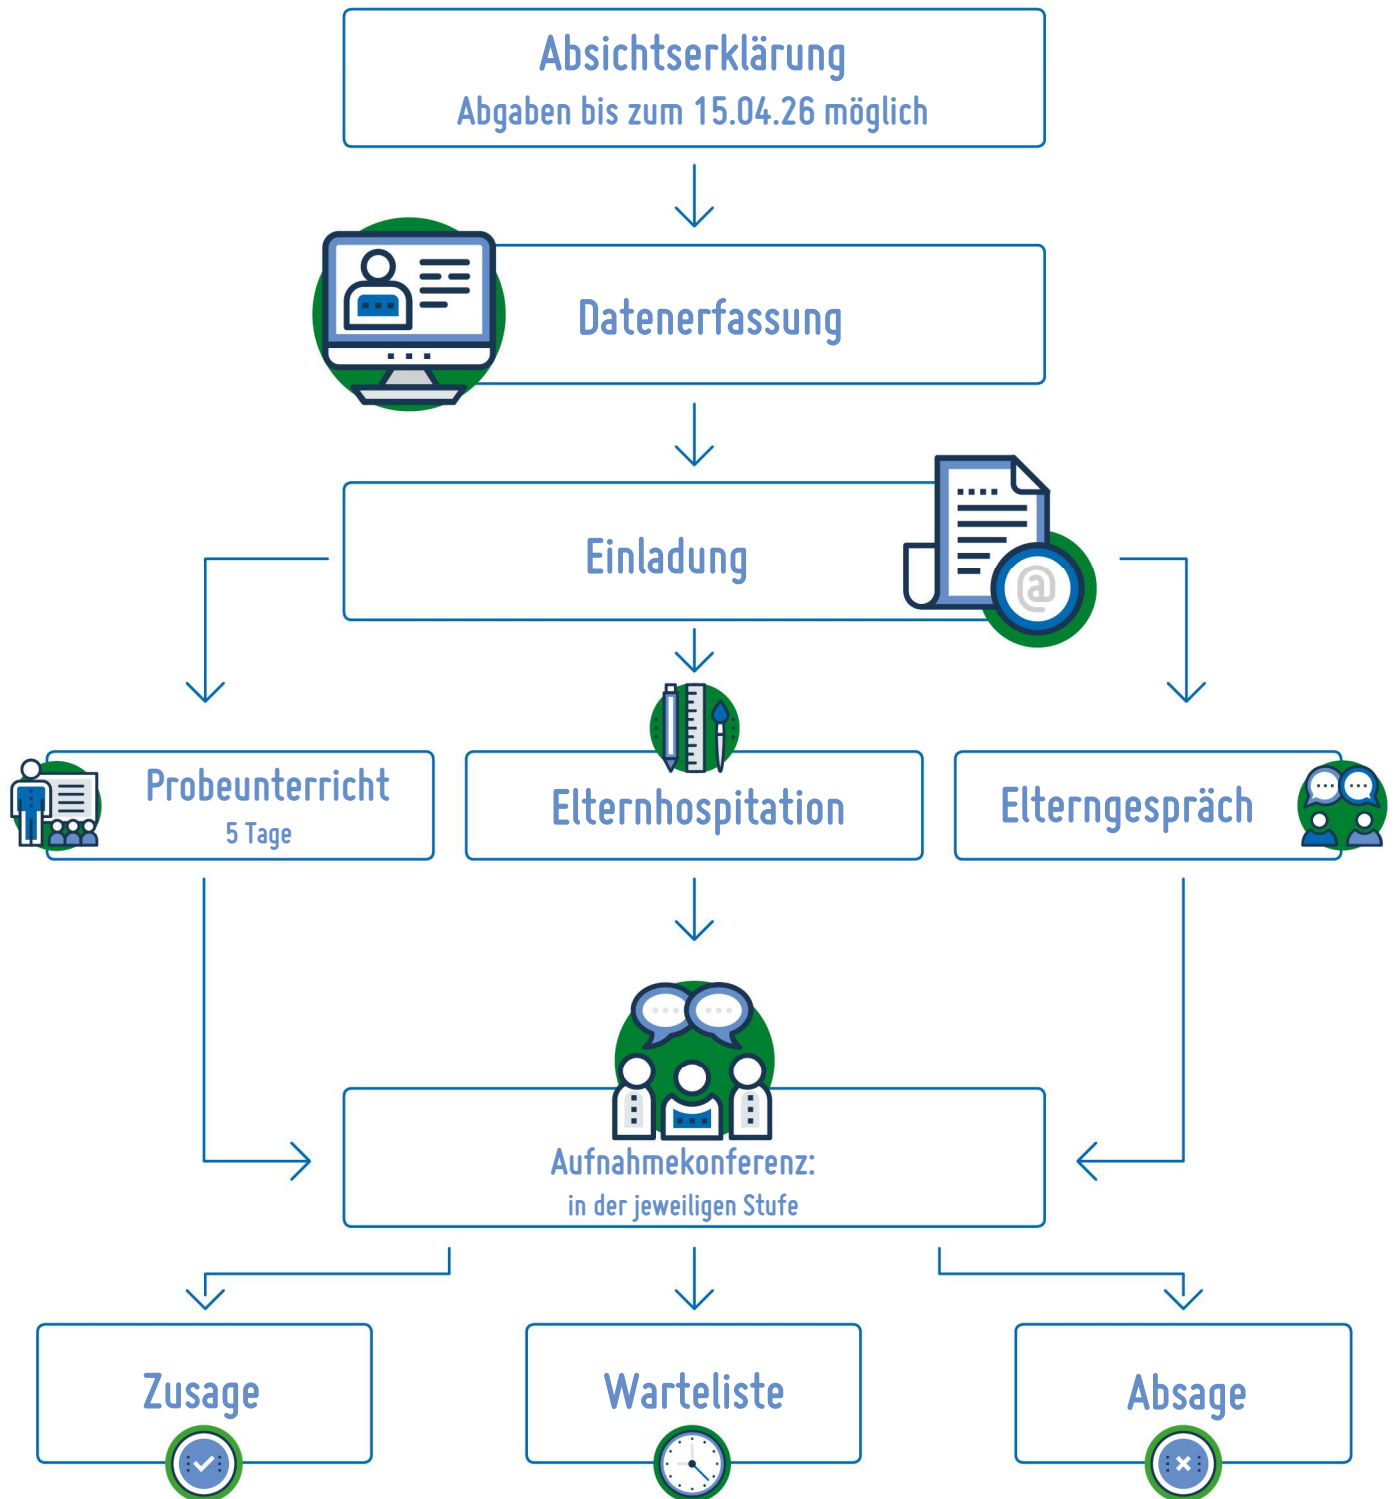 Absichtserklärung
Abgaben bis zum 15.04.26 möglich
Datenerfassung
Einladung
@
Probeunterricht
5 Tage
Elternhospitation
Elterngespräch
Aufnahmekonferenz:
in der jeweiligen Stufe
Zusage
Warteliste
Absage